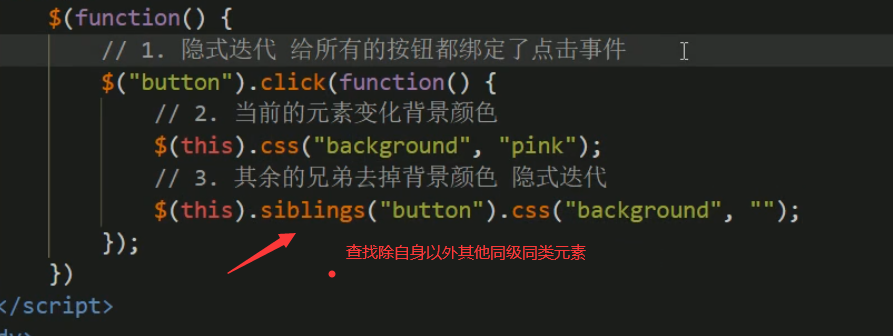 $(function() {
// 1. 隐式迭代 给所有的按钮都绑定了点击事件
$("button").click(function() {
// 2. 当前的元素变化背景颜色
$(this).css("background", "pink");
// 3. 其余的兄弟去掉背景颜色 隐式迭代
$(this).siblings("button").css("background", "");
});
查找除自身以外其他同级同类元素
})
</script>